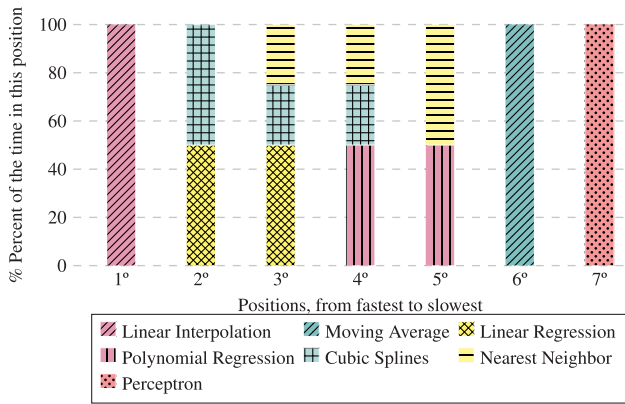 % Percent of the time in this position
100
80
60
40
20
0
1º 2º 3º 4º 5º 6º 7º
Positions, from fastest to slowest
Linear Interpolation Moving Average Linear Regression
Polynomial Regression Cubic Splines Nearest Neighbor
Perceptron